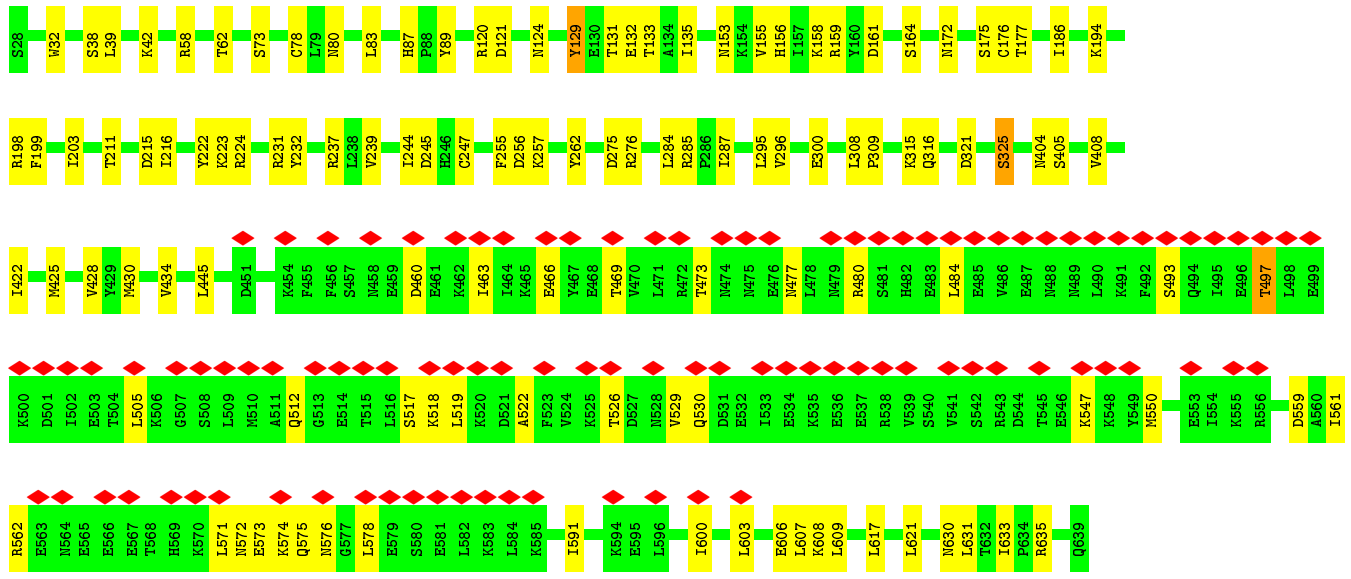 S28 W32 S38 L39 K42 R58 T62 S73 C78 L79 N80 L83 H87 P88 Y89 R120 D121 N124 Y129 E130 T131 E132 T133 A134 I135 N153 K154 V155 H156 I157 K158 R159 Y160 D161 S164 N172 S175 C176 T177 I186 K194
R198 F199 I203 T211 D215 I216 Y222 K223 R224 R231 Y232 R237 L238 V239 I244 D245 H246 C247 F255 D256 K257 Y262 D275 R276 L284 R285 P286 I287 L295 V296 E300 L308 P309 K315 Q316 D321 S325 N404 S405 V408
I422 M425 V428 Y429 M430 V434 L445 D451 K454 F455 F456 S457 N458 E459 D460 E461 K462 I463 I464 K465 E466 Y467 E468 T469 V470 L471 R472 T473 N474 N475 E476 N477 L478 N479 R480 S481 H482 E483 L484 E485 V486 E487 N488 N489 L490 K491 F492 S493 Q494 I495 E496 T497 L498 E499
K500 D501 I502 E503 T504 L505 K506 G507 S508 L509 M510 A511 Q512 G513 E514 T515 L516 S517 K518 L519 K520 D521 A522 F523 V524 K525 T526 D527 N528 V529 Q530 D531 E532 I533 E534 K535 E536 E537 R538 V539 S540 V541 S542 R543 D544 T545 E546 K547 K548 Y549 M550 E553 I554 K555 R556 D559 A560 I561
R562 E563 N564 E565 E566 E567 T568 H569 K570 L571 N572 E573 K574 Q575 N576 G577 L578 E579 S580 E581 L582 K583 L584 K585 I591 K594 E595 L596 I600 L603 E606 L607 K608 L609 L617 L621 N630 L631 T632 I633 P634 R635 Q639